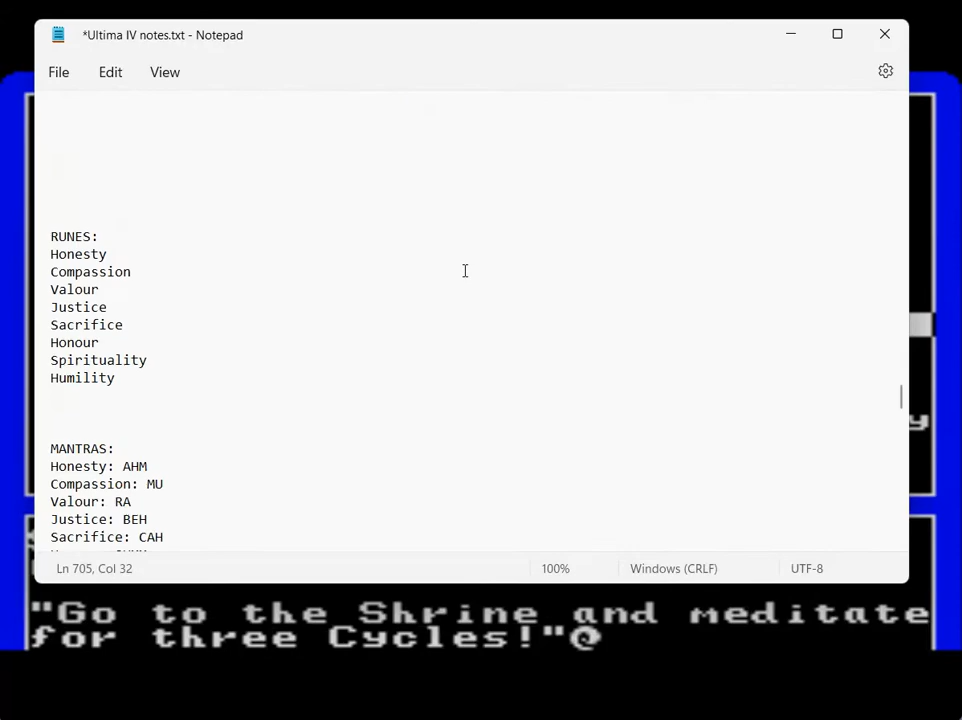 *Ultima IV notes.txt - Notepad
File Edit View
RUNES:
Honesty
Compassion
Valour
Justice
Sacrifice
Honour
Spirituality
Humility
MANTRAS:
Honesty: AHM
Compassion: MU
Valour: RA
Justice: BEH
Sacrifice: CAH
Ln 705, Col 32 100% Windows (CRLF) UTF-8
"Go to the Shrine and meditate
for three Cycles!"@